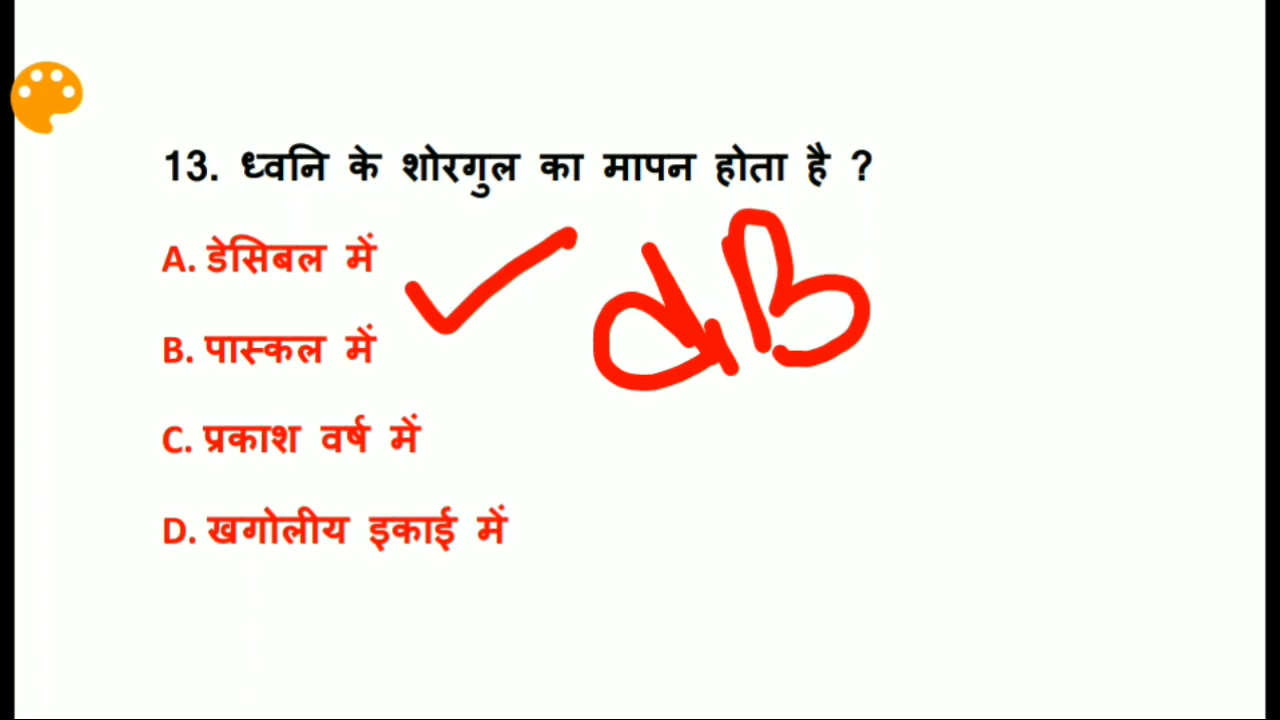 13. ध्वनि के शोरगुल का मापन होता है ?
A. डेसिबल में
dB
B. पास्कल में
C. प्रकाश वर्ष में
D. खगोलीय इकाई में